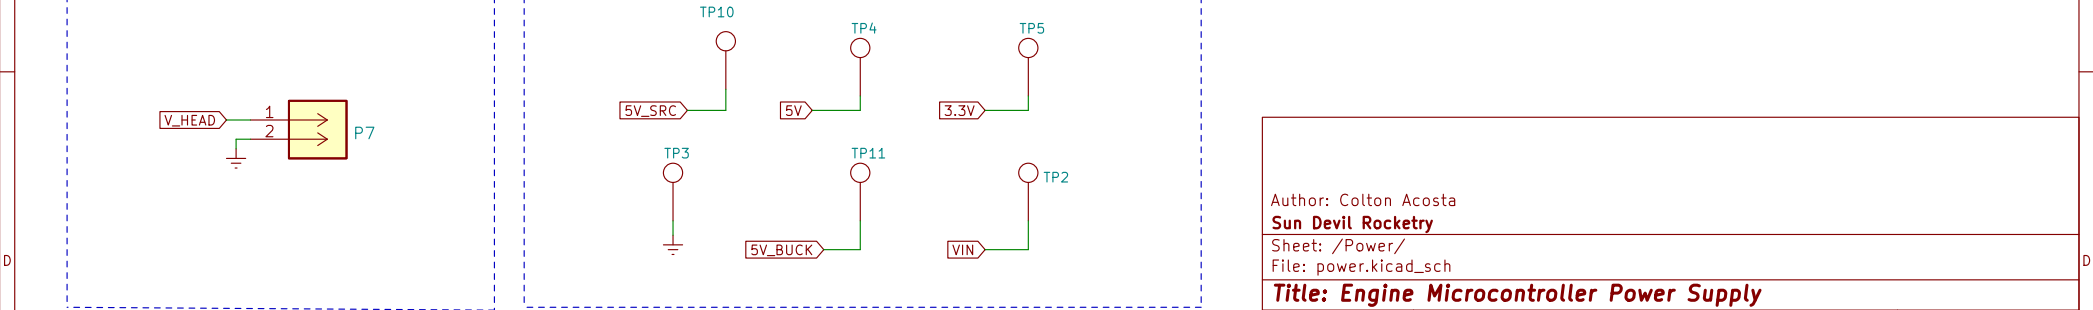 TP10
TP4
TP5
5V_SRC
5V
3.3V
V_HEAD
1
2
P7
TP3
TP11
TP2
5V_BUCK
VIN
D
Author: Colton Acosta
Sun Devil Rocketry
Sheet: /Power/
File: power.kicad_sch
Title: Engine Microcontroller Power Supply
D